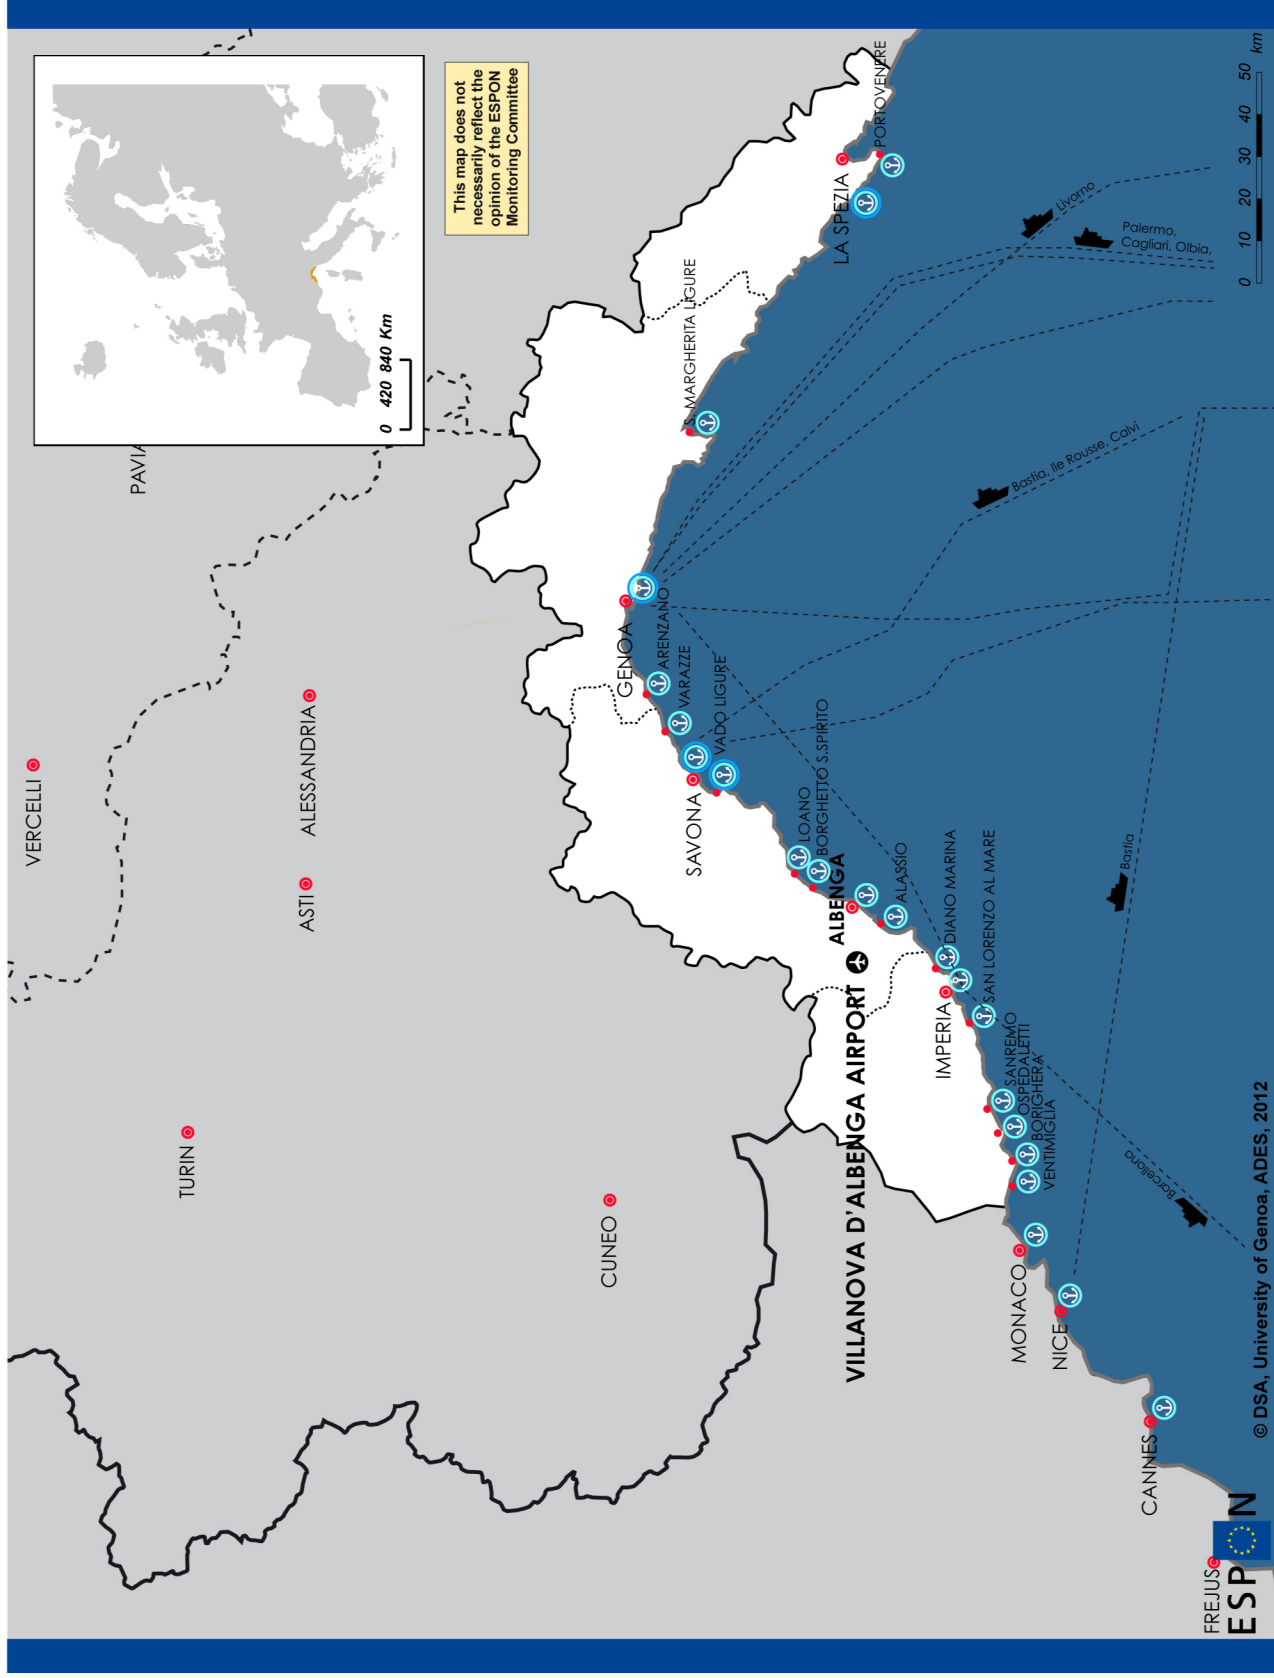 This map does not
necessarily reflect the
opinion of the ESPON
Monitoring Committee
0 420 840 Km
PAVIA
VERCELLI
ALESSANDRIA
ASTI
TURIN
CUNEO
PORTOVENERE
LA SPEZIA
S. MARGHERITA LIGURE
GENOA
ARENZANO
VARAZZE
VADO LIGURE
SAVONA
LOANO
BORGHETTO S.SPIRITO
ALBENGA
ALASSIO
VILLANOVA D'ALBENGA AIRPORT
DIANO MARINA
IMPERIA
SAN LORENZO AL MARE
SANREMO
OSPEDALETTI
BORIGHERA
VENTIMIGLIA
MONACO
NICE
CANNES
FREJUS
Livorno
Palermo,
Cagliari, Olbia,
Bastia, Ile Rousse, Calvi
Bastia
Barcellona
0 10 20 30 40 50 km
ESPON
© DSA, University of Genoa, ADES, 2012